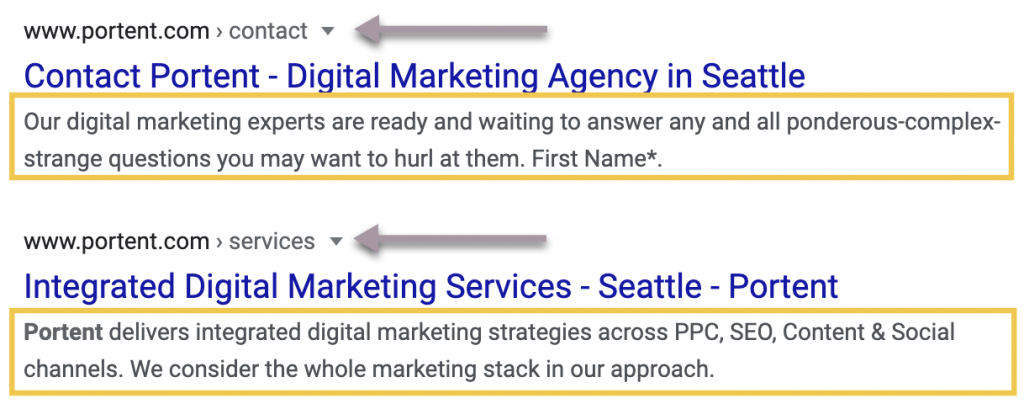 www.portent.com › contact
Contact Portent - Digital Marketing Agency in Seattle
Our digital marketing experts are ready and waiting to answer any and all ponderous-complex-
strange questions you may want to hurl at them. First Name*.
www.portent.com › services
Integrated Digital Marketing Services - Seattle - Portent
Portent delivers integrated digital marketing strategies across PPC, SEO, Content & Social
channels. We consider the whole marketing stack in our approach.